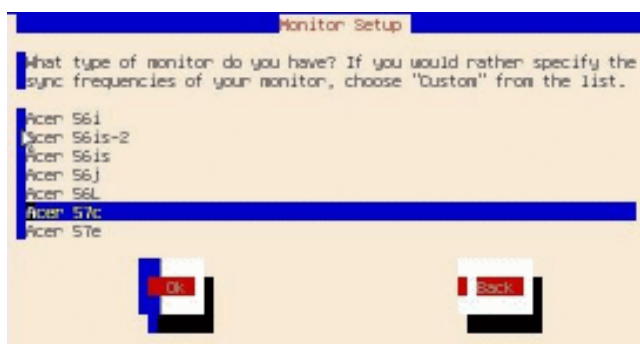 Monitor Setup
What type of monitor do you have? If you would rather specify the
sync frequencies of your monitor, choose "Custom" from the list.
Acer 56i
Acer 56is-2
Acer 56is
Acer 56j
Acer 56L
Acer 57c
Acer 57e
Ok
Back